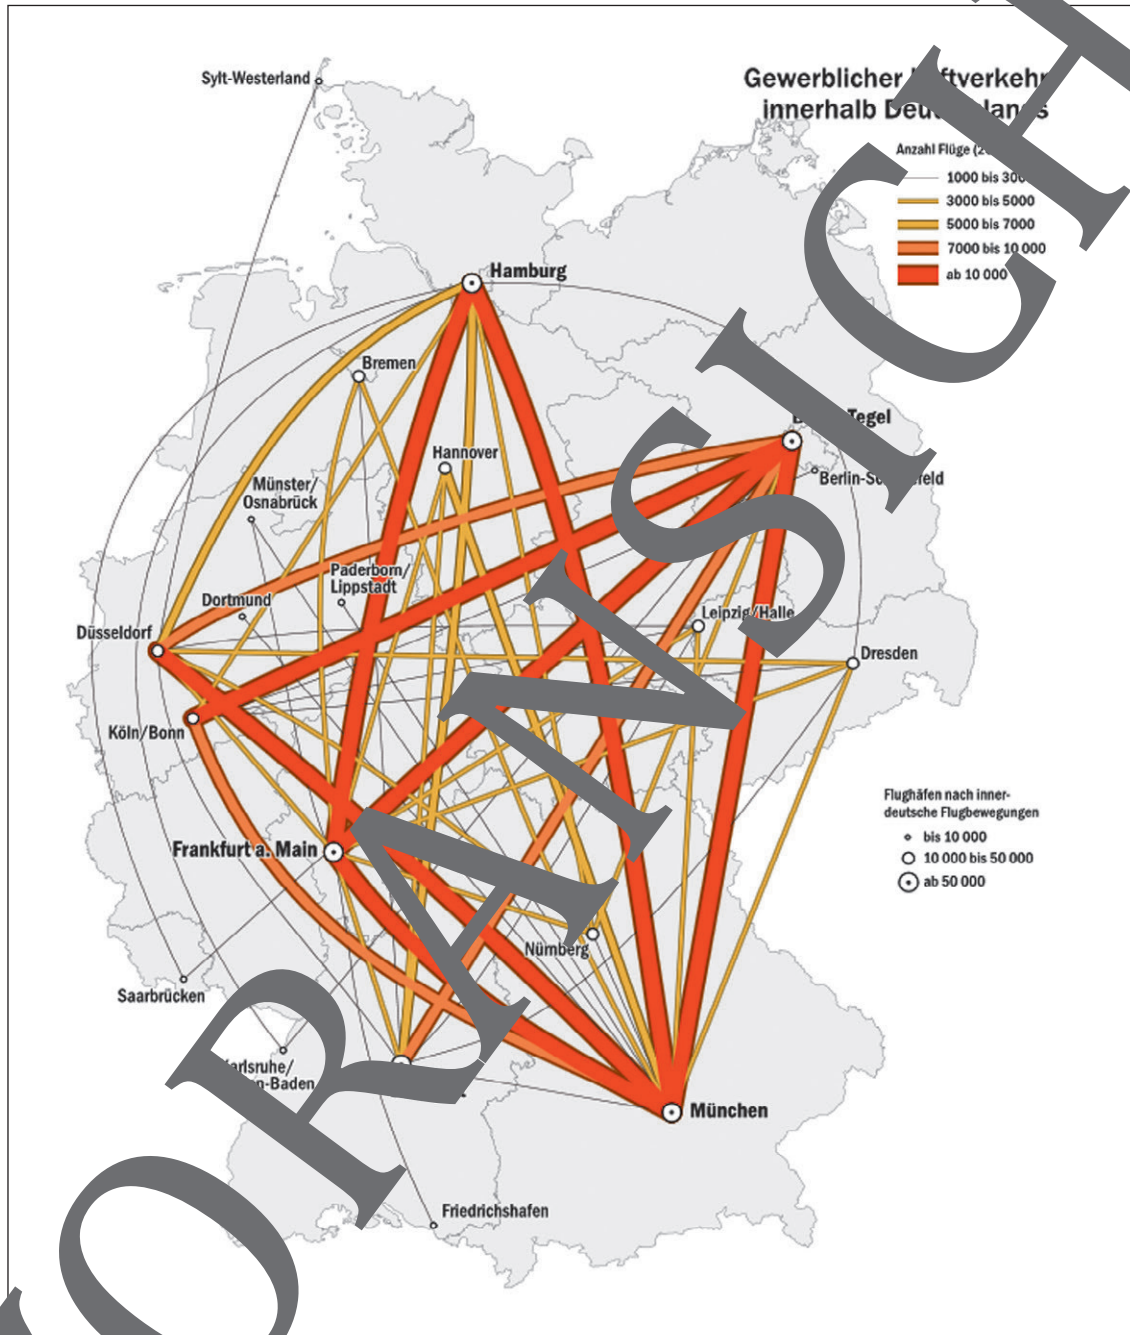 Gewerblicher
innerhalb
Anzahl Flüge
1000 bis
3000 bis 5000
5000 bis 7000
7000 bis 10 000
ab 10 000
Sylt-Westerland
Hamburg
Bremen
Tegel
Hannover
Münster/
Osnabrück
Paderborn/
Lippstadt
Dortmund
Leipzig/Halle
Düsseldorf
Dresden
Köln/Bonn
Flughäfen nach inner-
deutsche Flugbewegungen
bis 10 000
10 000 bis 50 000
ab 50 000
Frankfurt a. Main
Nürnberg
Saarbrücken
München
Friedrichshafen